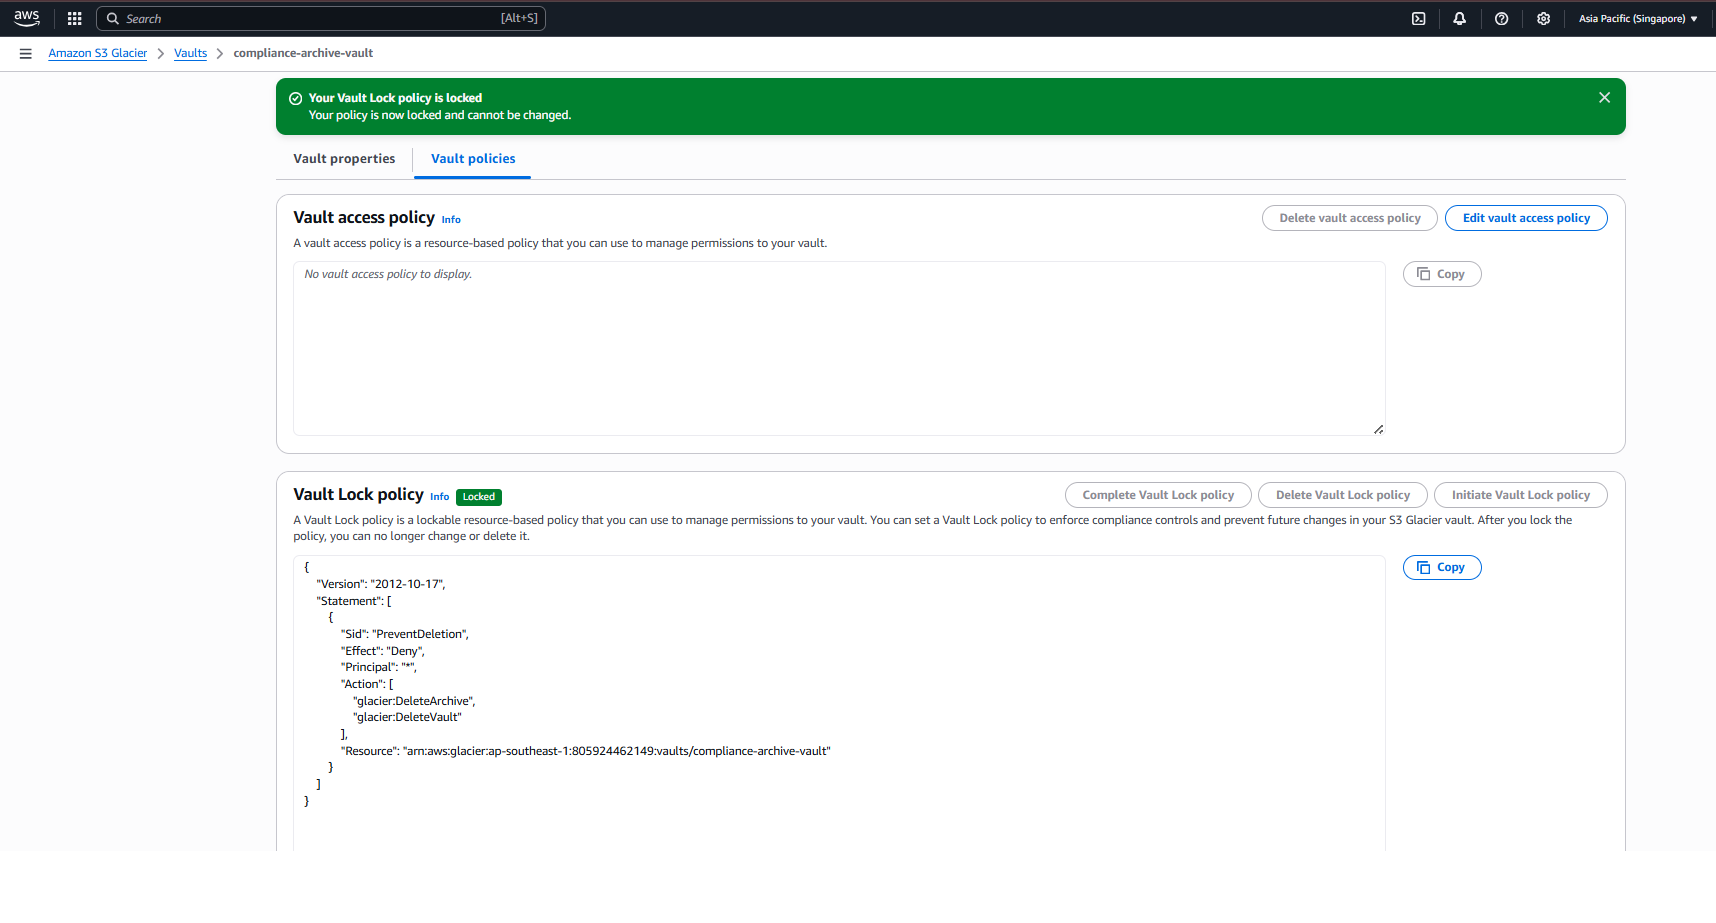 aws
Search [Alt+S]
Asia Pacific (Singapore)
Amazon S3 Glacier > Vaults > compliance-archive-vault
Your Vault Lock policy is locked
Your policy is now locked and cannot be changed.
Vault properties
Vault policies
Vault access policy Info
Delete vault access policy
Edit vault access policy
A vault access policy is a resource-based policy that you can use to manage permissions to your vault.
No vault access policy to display.
Copy
Vault Lock policy Info Locked
Complete Vault Lock policy
Delete Vault Lock policy
Initiate Vault Lock policy
A Vault Lock policy is a lockable resource-based policy that you can use to manage permissions to your vault. You can set a Vault Lock policy to enforce compliance controls and prevent future changes in your S3 Glacier vault. After you lock the
policy, you can no longer change or delete it.
Copy
{
"Version": "2012-10-17",
"Statement": [
{
"Sid": "PreventDeletion",
"Effect": "Deny",
"Principal": "*",
"Action": [
"glacier:DeleteArchive",
"glacier:DeleteVault"
],
"Resource": "arn:aws:glacier:ap-southeast-1:805924462149:vaults/compliance-archive-vault"
}
]
}